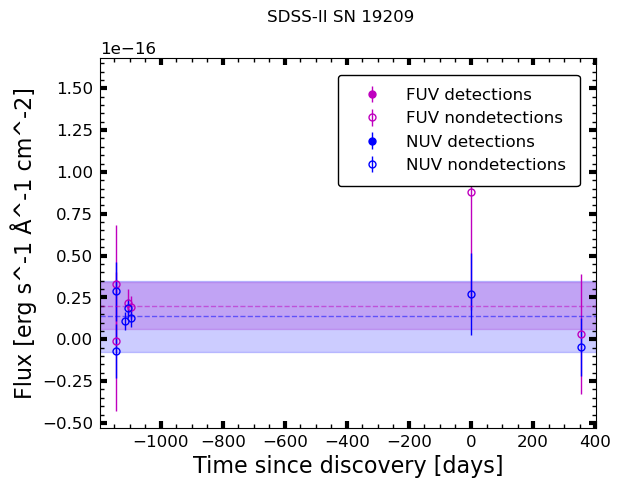 SDSS-II SN 19209
1e−16
FUV detections
FUV nondetections
NUV detections
NUV nondetections
1.50
1.25
1.00
0.75
0.50
0.25
0.00
−0.25
−0.50
Flux [erg s^-1 Å^-1 cm^-2]
−1000 −800 −600 −400 −200 0 200 400
Time since discovery [days]